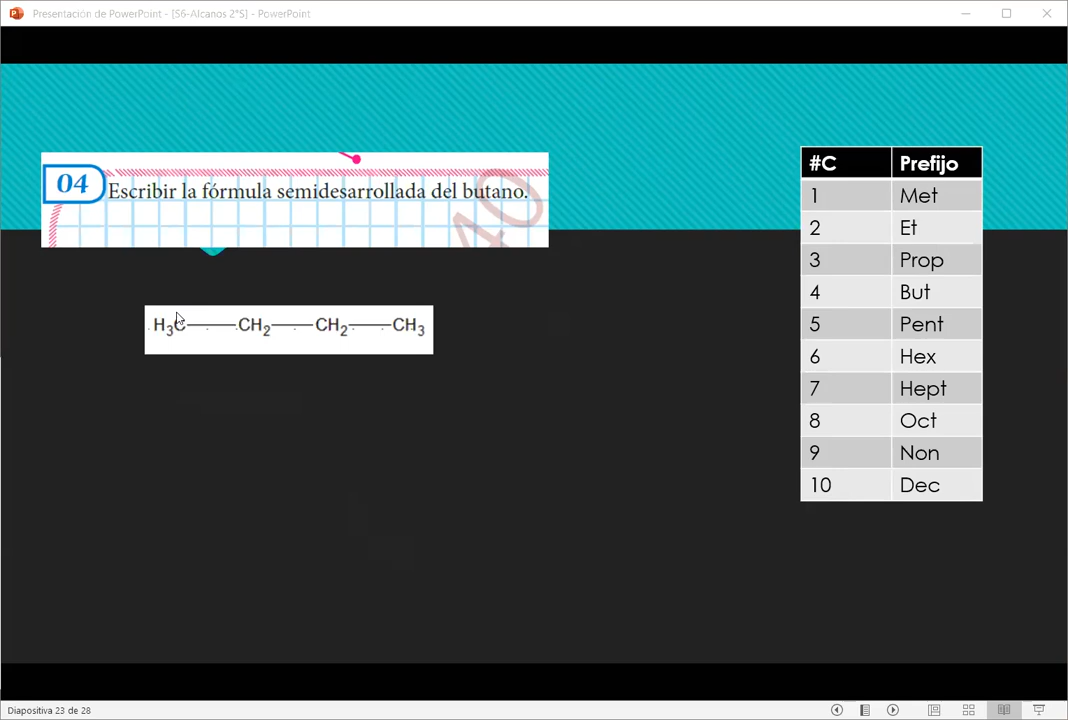 Presentación de PowerPoint - [S6-Alcanos 2°S] - PowerPoint
04 Escribir la fórmula semidesarrollada del butano.
40
H3C CH2 CH2 CH3
#C Prefijo
1 Met
2 Et
3 Prop
4 But
5 Pent
6 Hex
7 Hept
8 Oct
9 Non
10 Dec
Diapositiva 23 de 28